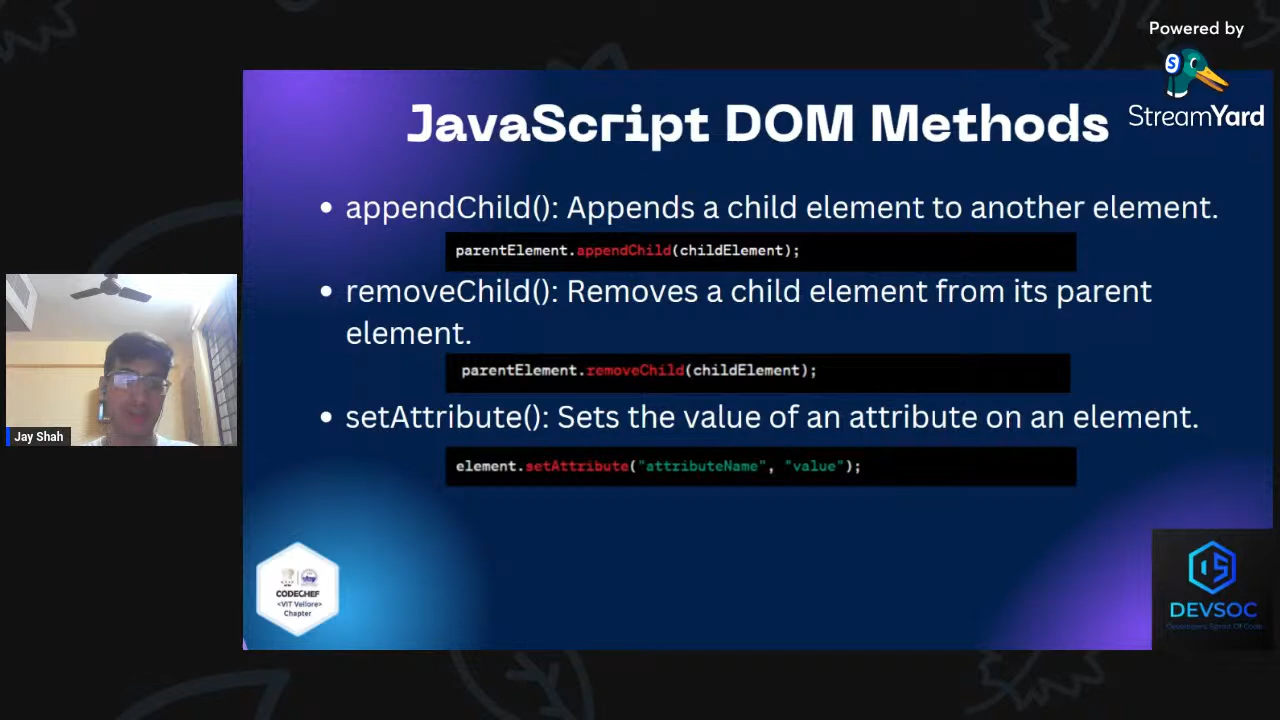 Powered by
StreamYard
JavaScript DOM Methods
• appendChild(): Appends a child element to another element.
parentElement.appendChild(childElement);
• removeChild(): Removes a child element from its parent
element.
parentElement.removeChild(childElement);
• setAttribute(): Sets the value of an attribute on an element.
element.setAttribute("attributeName", "value");
Jay Shah
CODECHEF
<VIT Vellore>
Chapter
DEVSOC